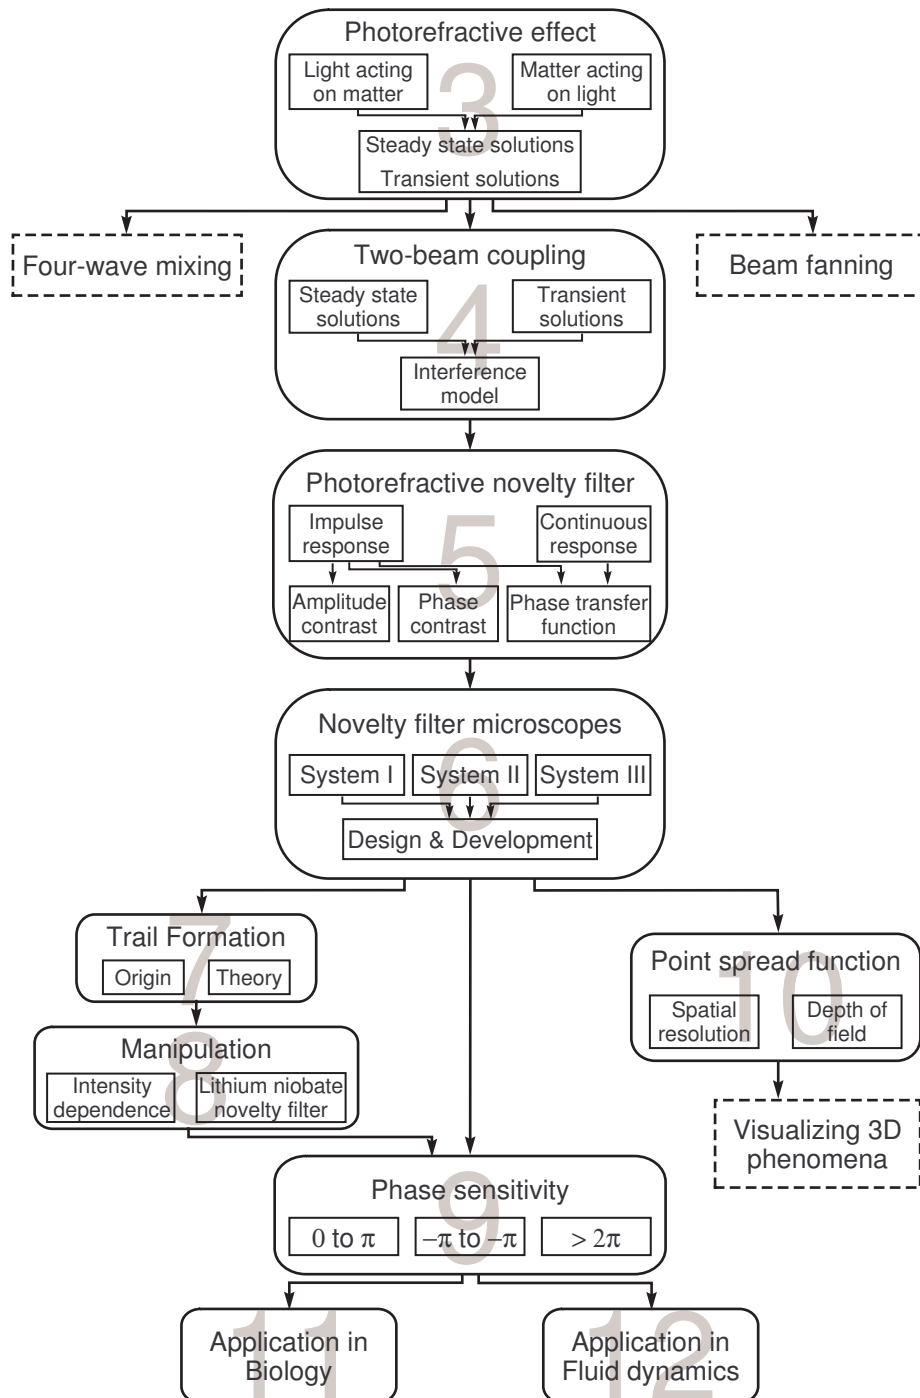 Photorefractive effect
3
Light acting
on matter
Matter acting
on light
Steady state solutions
Transient solutions
Four-wave mixing
Beam fanning
Two-beam coupling
4
Steady state
solutions
Transient
solutions
Interference
model
Photorefractive novelty filter
5
Impulse
response
Continuous
response
Amplitude
contrast
Phase
contrast
Phase transfer
function
Novelty filter microscopes
6
System I
System II
System III
Design & Development
7
Trail Formation
Origin
Theory
8
Manipulation
Intensity
dependence
Lithium niobate
novelty filter
10
Point spread function
Spatial
resolution
Depth of
field
Visualizing 3D
phenomena
9
Phase sensitivity
0 to π
−π to −π
> 2π
11
Application in
Biology
12
Application in
Fluid dynamics